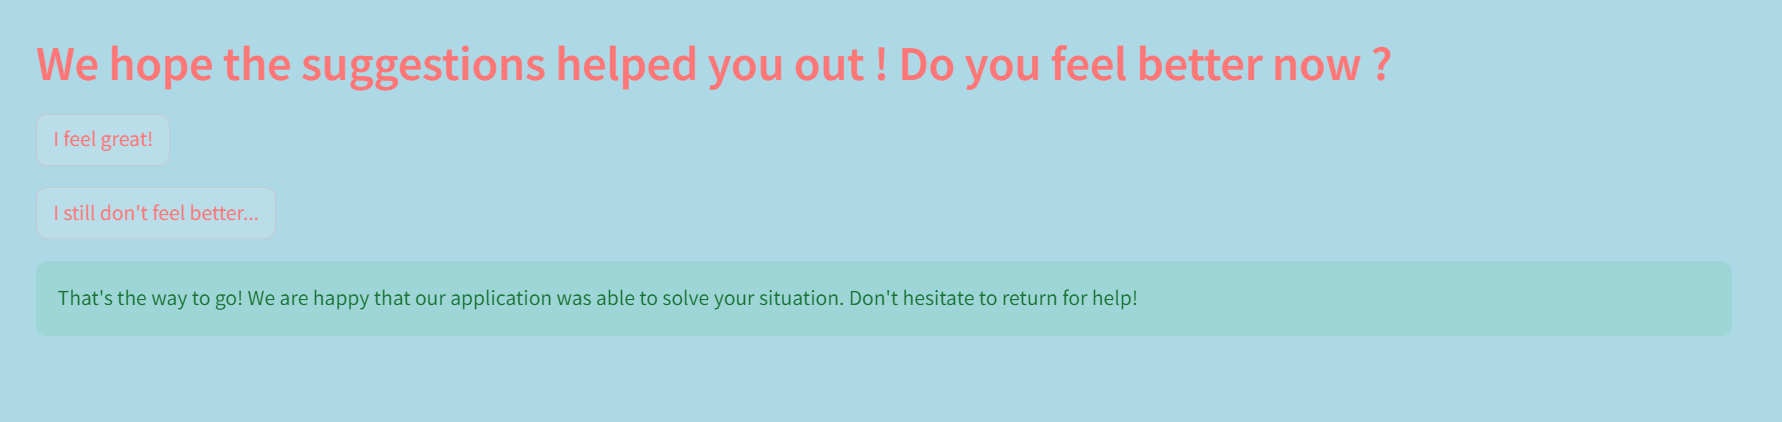 We hope the suggestions helped you out ! Do you feel better now ?
I feel great!
I still don't feel better...
That's the way to go! We are happy that our application was able to solve your situation. Don't hesitate to return for help!